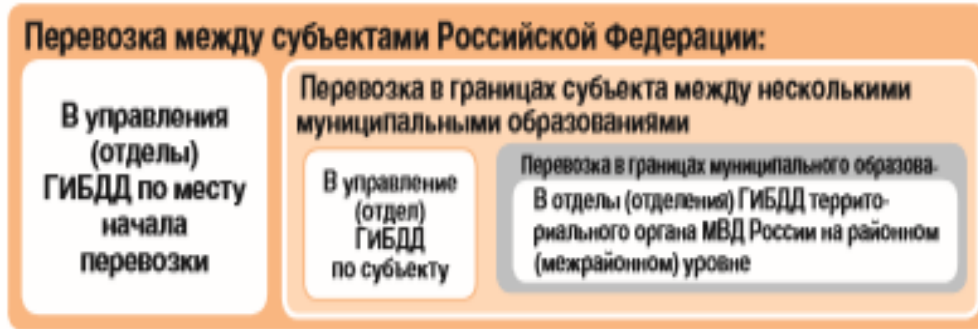 Перевозка между субъектами Российской Федерации:
В управления
(отделы)
ГИБДД по месту
начала
перевозки
Перевозка в границах субъекта между несколькими
муниципальными образованиями
В управление
(отдел)
ГИБДД
по субъекту
Перевозка в границах муниципального образова-
В отделы (отделения) ГИБДД террито-
риального органа МВД России на районном
(межрайонном) уровне